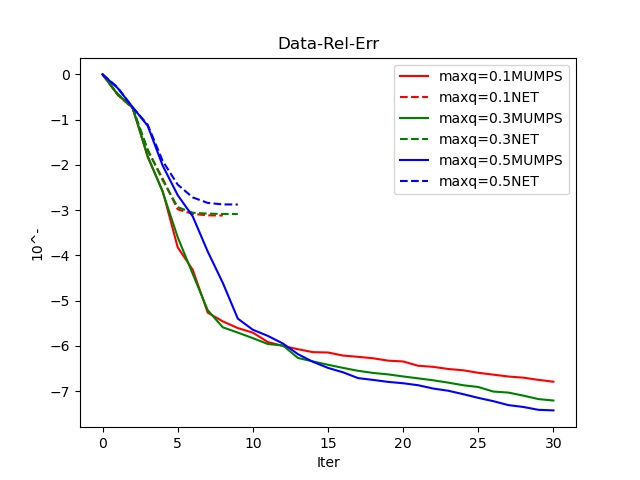 Data-Rel-Err
maxq=0.1MUMPS
maxq=0.1NET
maxq=0.3MUMPS
maxq=0.3NET
maxq=0.5MUMPS
maxq=0.5NET
10^-
0
−1
−2
−3
−4
−5
−6
−7
0 5 10 15 20 25 30
Iter